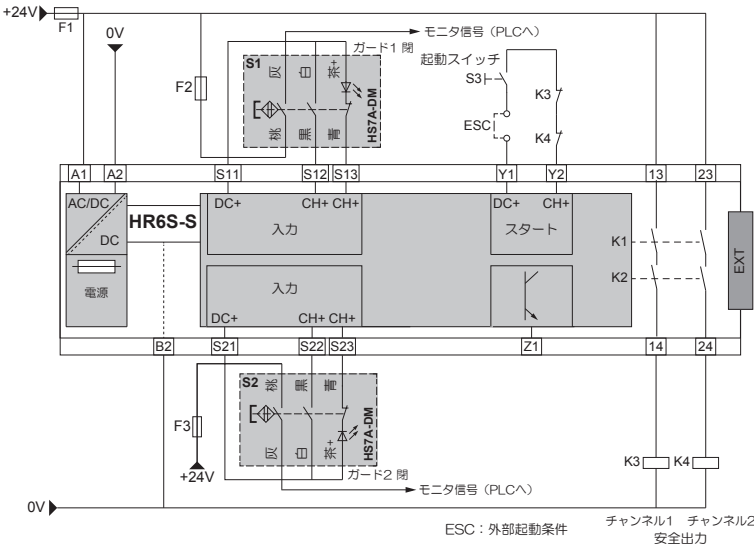 +24V
F1
0V
モニタ信号（PLCへ）
ガード1 閉
起動スイッチ
S1
灰
白
茶+
S3
F2
K3
ESC
HS7A-DM
桃
黒
青
K4
A1
A2
S11
S12
S13
Y1
Y2
13
23
AC/DC
DC
HR6S-S
DC+
CH+
CH+
入力
DC+
CH+
スタート
K1
EXT
K2
電源
入力
DC+
CH+
CH+
B2
S21
S22
S23
Z1
14
24
S2
桃
黒
青
F3
HS7A-DM
灰
白
茶+
+24V
ガード2 閉
K3
K4
モニタ信号（PLCへ）
0V
ESC：外部起動条件
チャンネル1
チャンネル2
安全出力